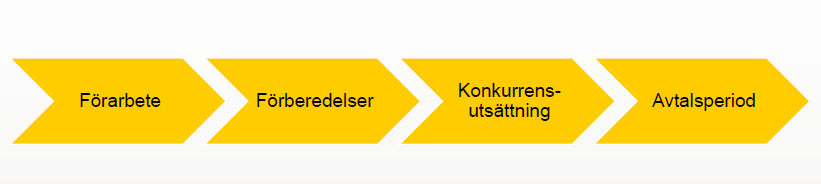 Förarbete
Förberedelser
Konkurrens-
utsättning
Avtalsperiod